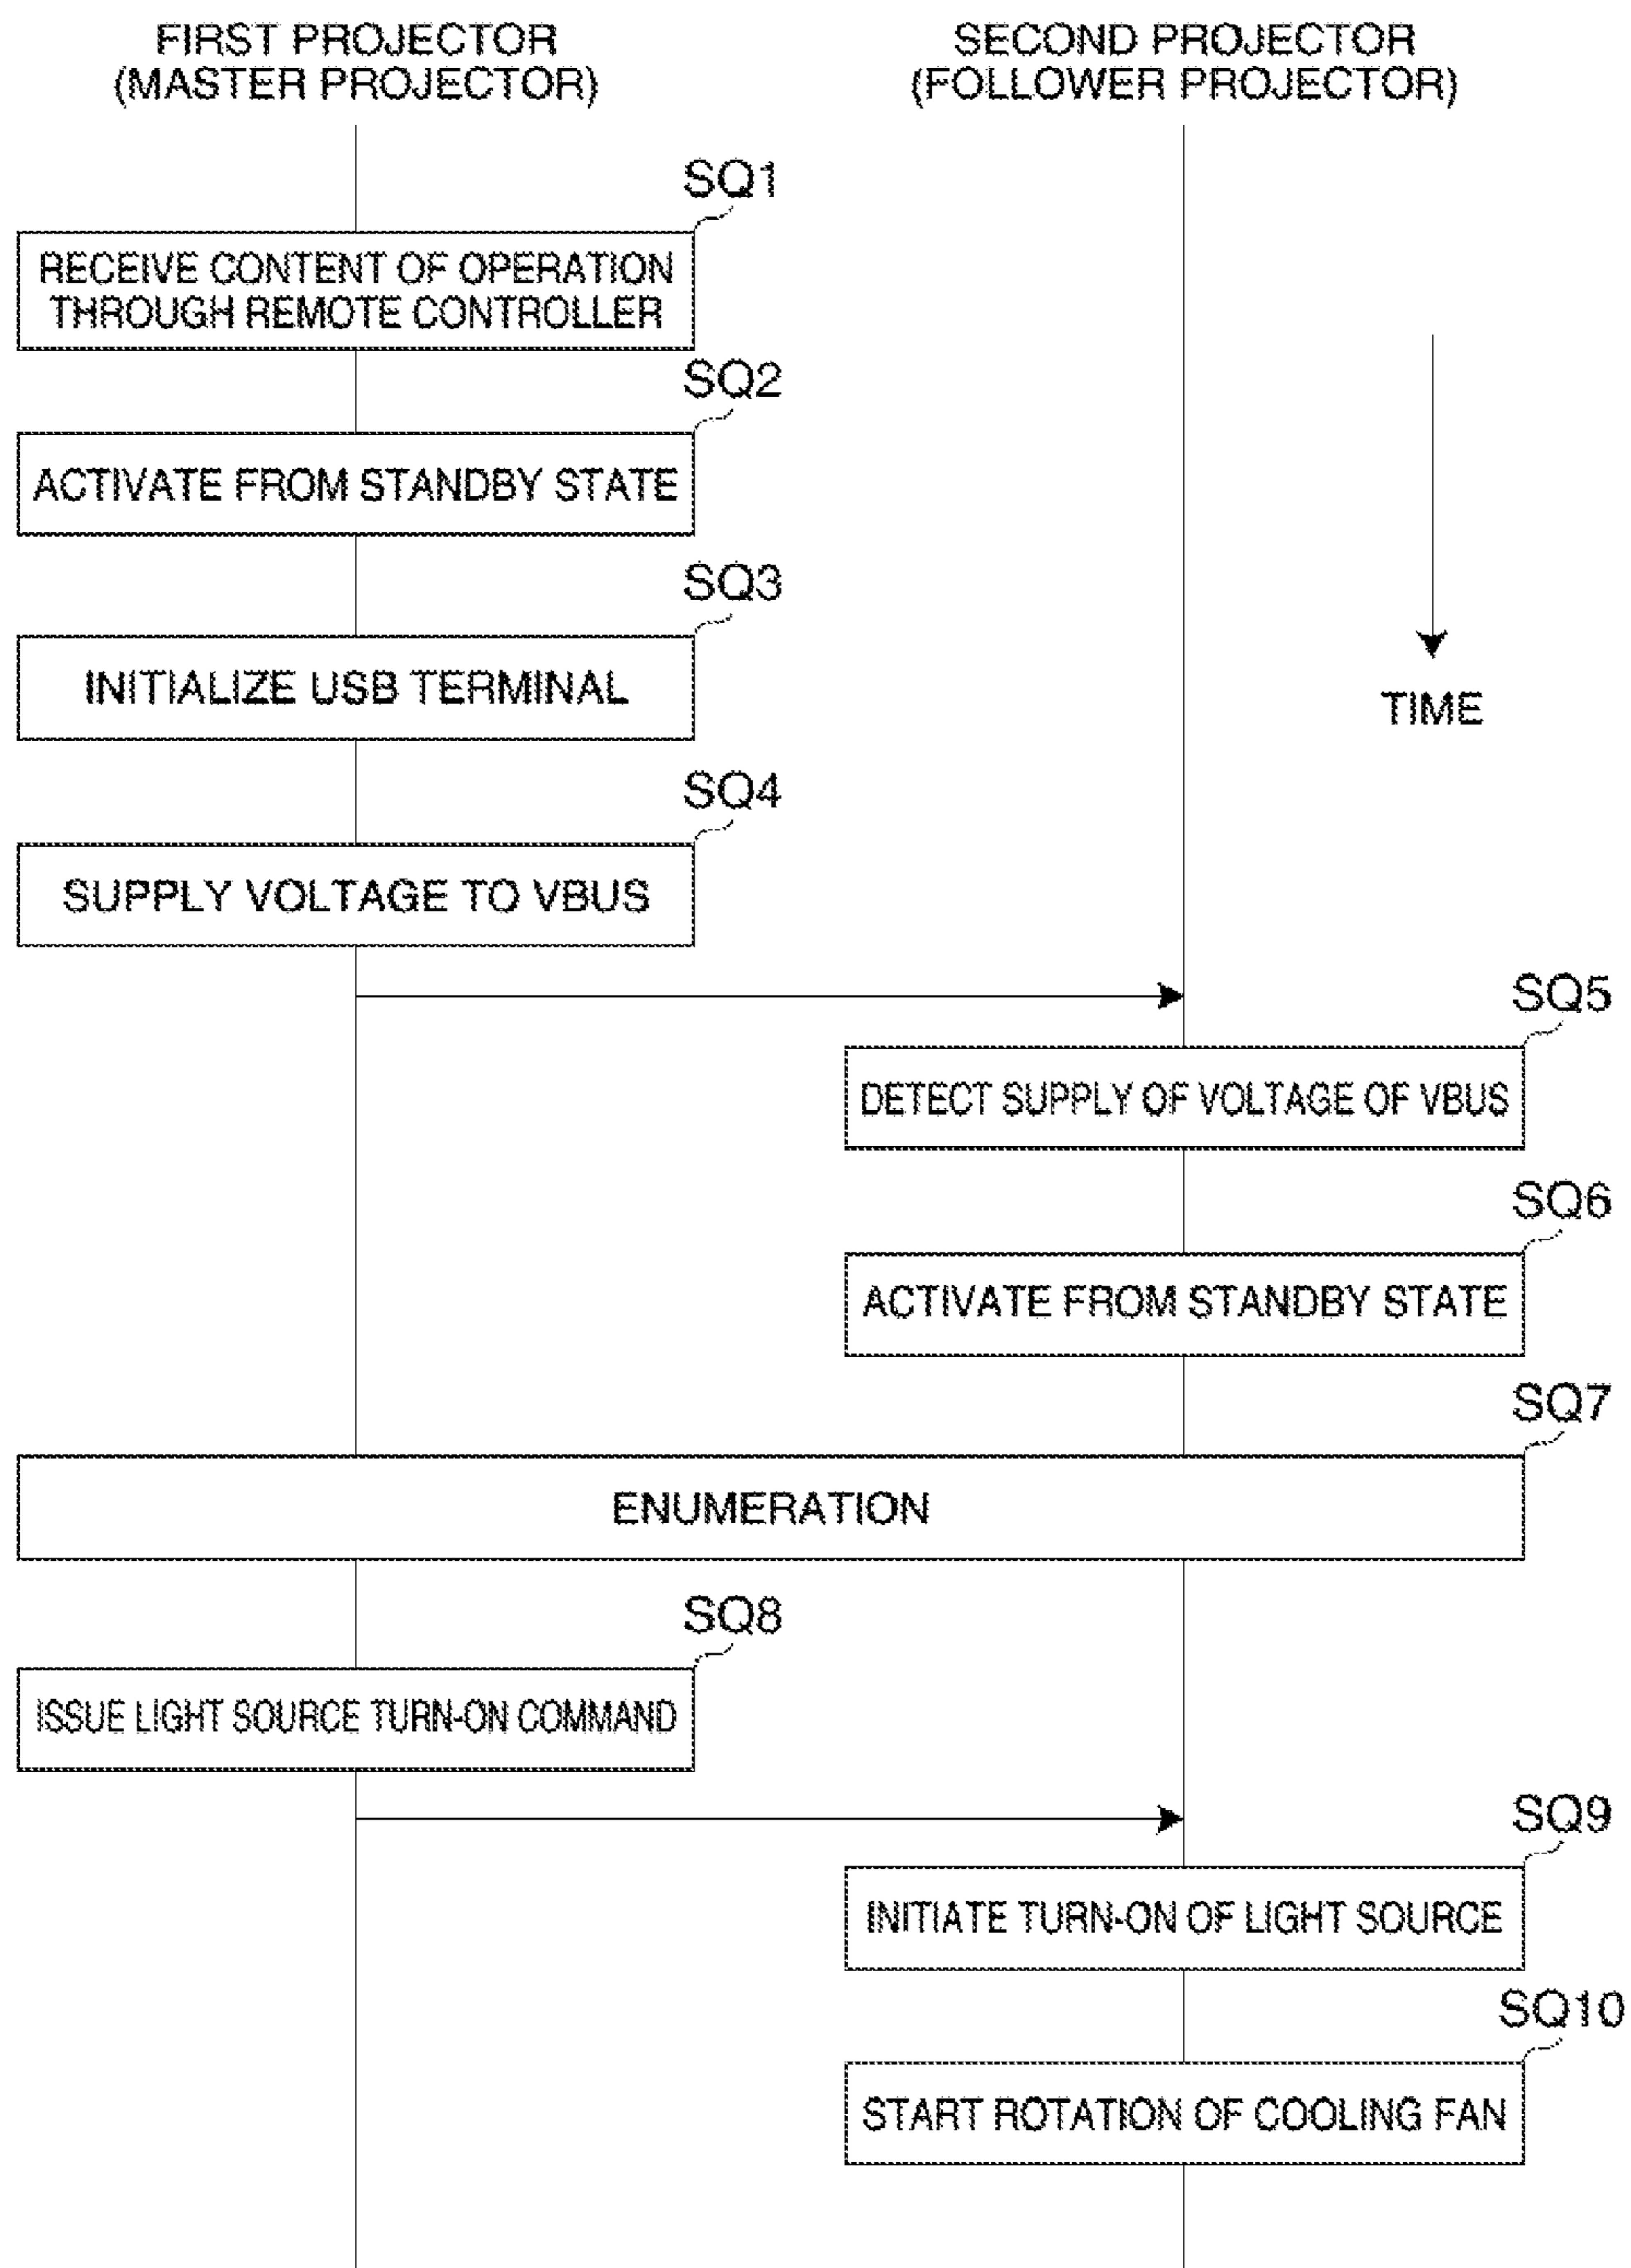 FIRST PROJECTOR
(MASTER PROJECTOR)
SECOND PROJECTOR
(FOLLOWER PROJECTOR)
SQ1
RECEIVE CONTENT OF OPERATION
THROUGH REMOTE CONTROLLER
SQ2
ACTIVATE FROM STANDBY STATE
SQ3
INITIALIZE USB TERMINAL
TIME
SQ4
SUPPLY VOLTAGE TO VBUS
SQ5
DETECT SUPPLY OF VOLTAGE OF VBUS
SQ6
ACTIVATE FROM STANDBY STATE
SQ7
ENUMERATION
SQ8
ISSUE LIGHT SOURCE TURN-ON COMMAND
SQ9
INITIATE TURN-ON OF LIGHT SOURCE
SQ10
START ROTATION OF COOLING FAN